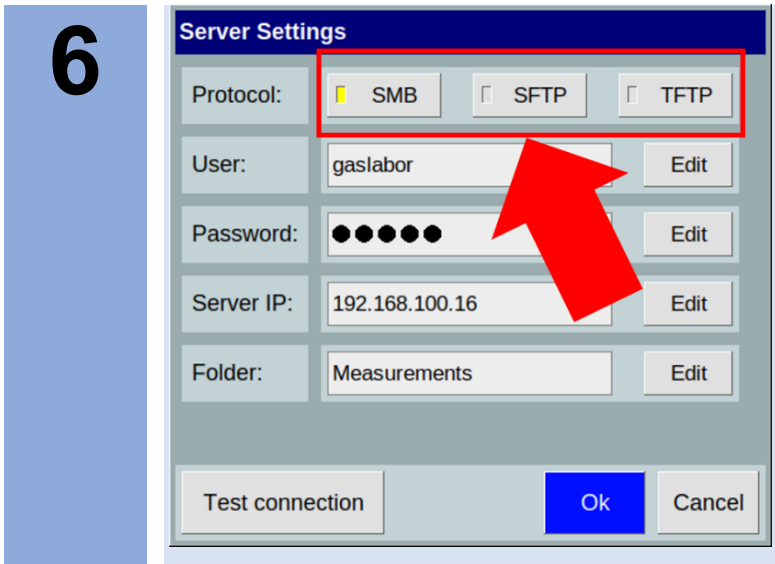 6
Server Settings
Protocol: SMB SFTP TFTP
User: gaslabor Edit
Password: ●●●●● Edit
Server IP: 192.168.100.16 Edit
Folder: Measurements Edit
Test connection Ok Cancel